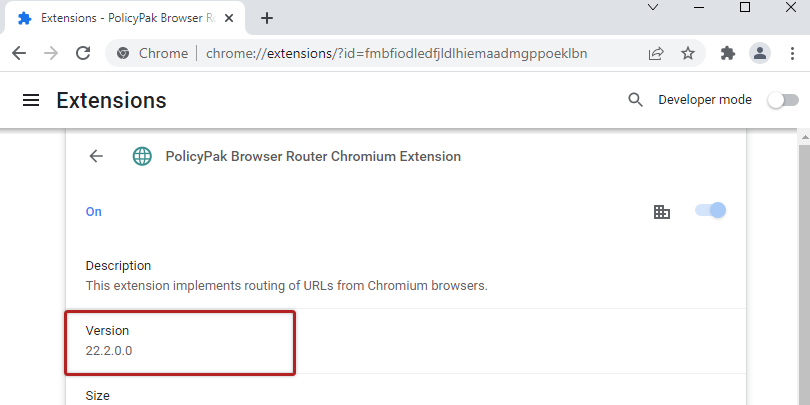 Extensions - PolicyPak Browser R
Chrome | chrome://extensions/?id=fmbfiodledfjldlhiemaadmgppoeklbn
Extensions
Developer mode
PolicyPak Browser Router Chromium Extension
On
Description
This extension implements routing of URLs from Chromium browsers.
Version
22.2.0.0
Size